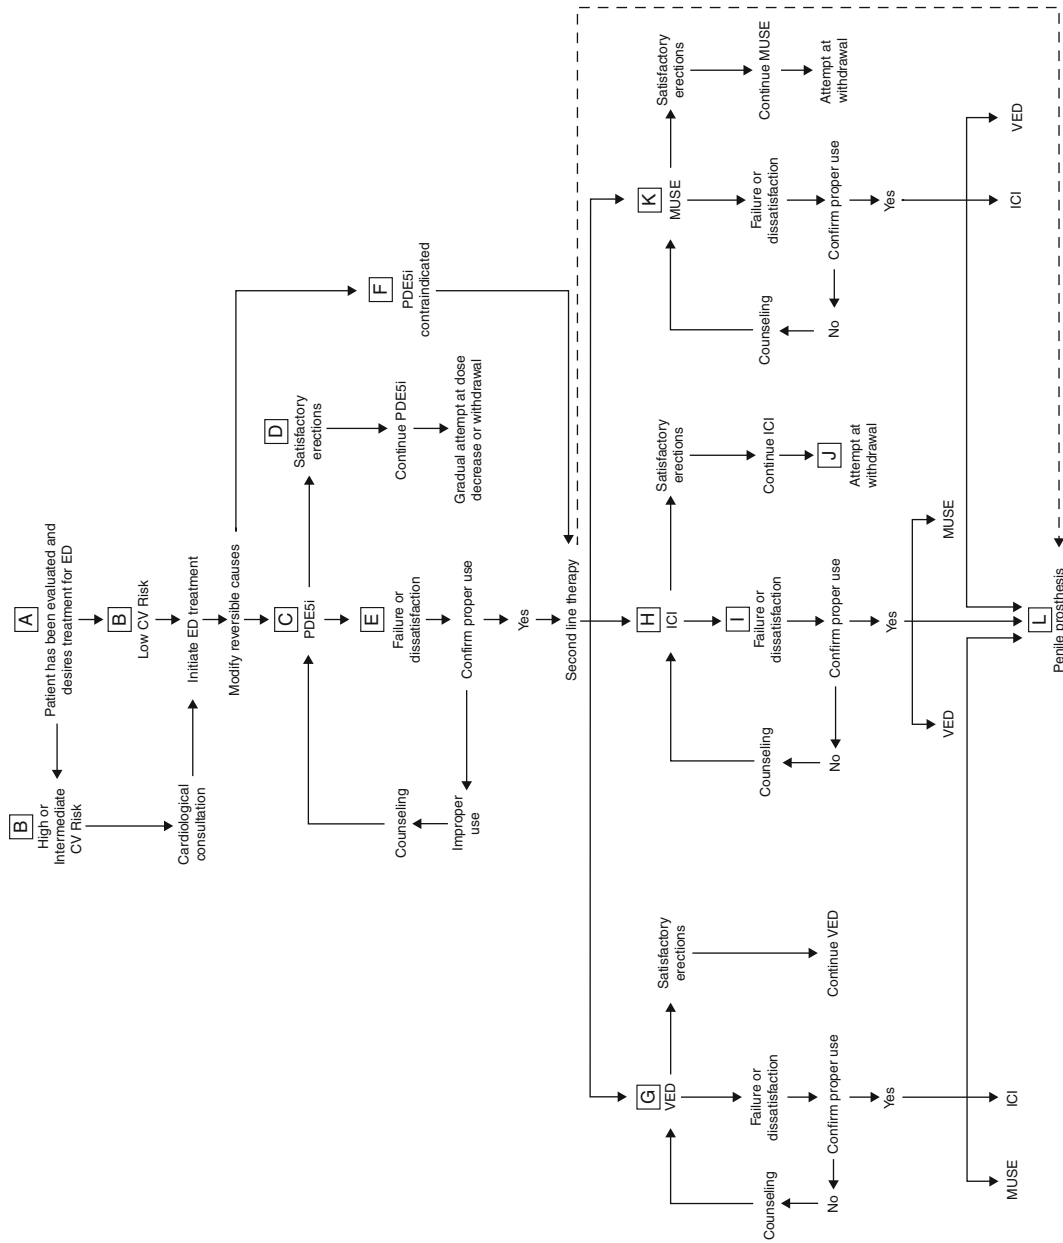 A
Patient has been evaluated and
desires treatment for ED
B
High or
Intermediate
CV Risk
B
Low CV Risk
Cardiological
consultation
Initiate ED treatment
Modify reversible causes
C
PDE5i
D
Satisfactory
erections
Continue PDE5i
Gradual attempt at dose
decrease or withdrawal
F
PDE5i
contraindicated
E
Failure or
dissatisfaction
Confirm proper use
Improper
use
Counseling
Yes
Second line therapy
G
VED
Satisfactory
erections
Continue VED
Failure or
dissatisfaction
Confirm proper use
No
Counseling
Yes
MUSE
ICI
H
ICI
Satisfactory
erections
Continue ICI
J
Attempt at
withdrawal
I
Failure or
dissatisfaction
Confirm proper use
No
Counseling
Yes
VED
MUSE
K
MUSE
Satisfactory
erections
Continue MUSE
Attempt at
withdrawal
Failure or
dissatisfaction
Confirm proper use
No
Counseling
Yes
ICI
VED
L
Penile prosthesis